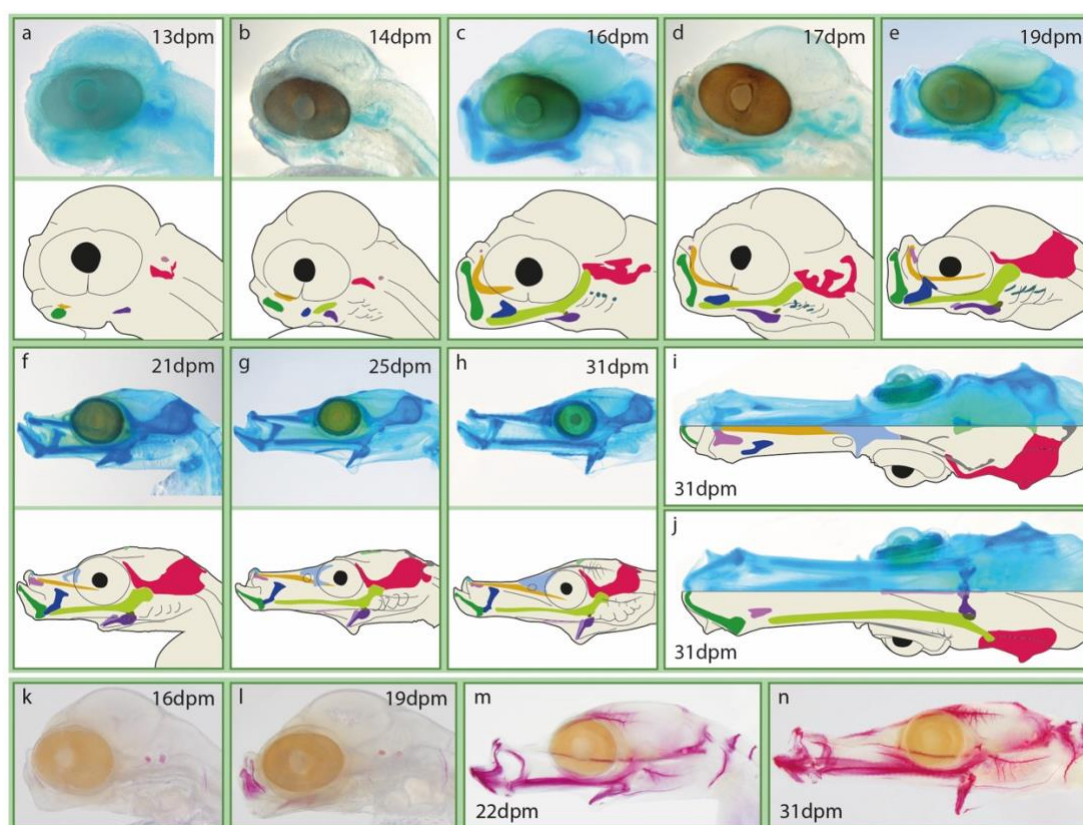 a 13dpm
b 14dpm
c 16dpm
d 17dpm
e 19dpm
f 21dpm
g 25dpm
h 31dpm
i
31dpm
j
31dpm
k 16dpm
l 19dpm
m
22dpm
n
31dpm